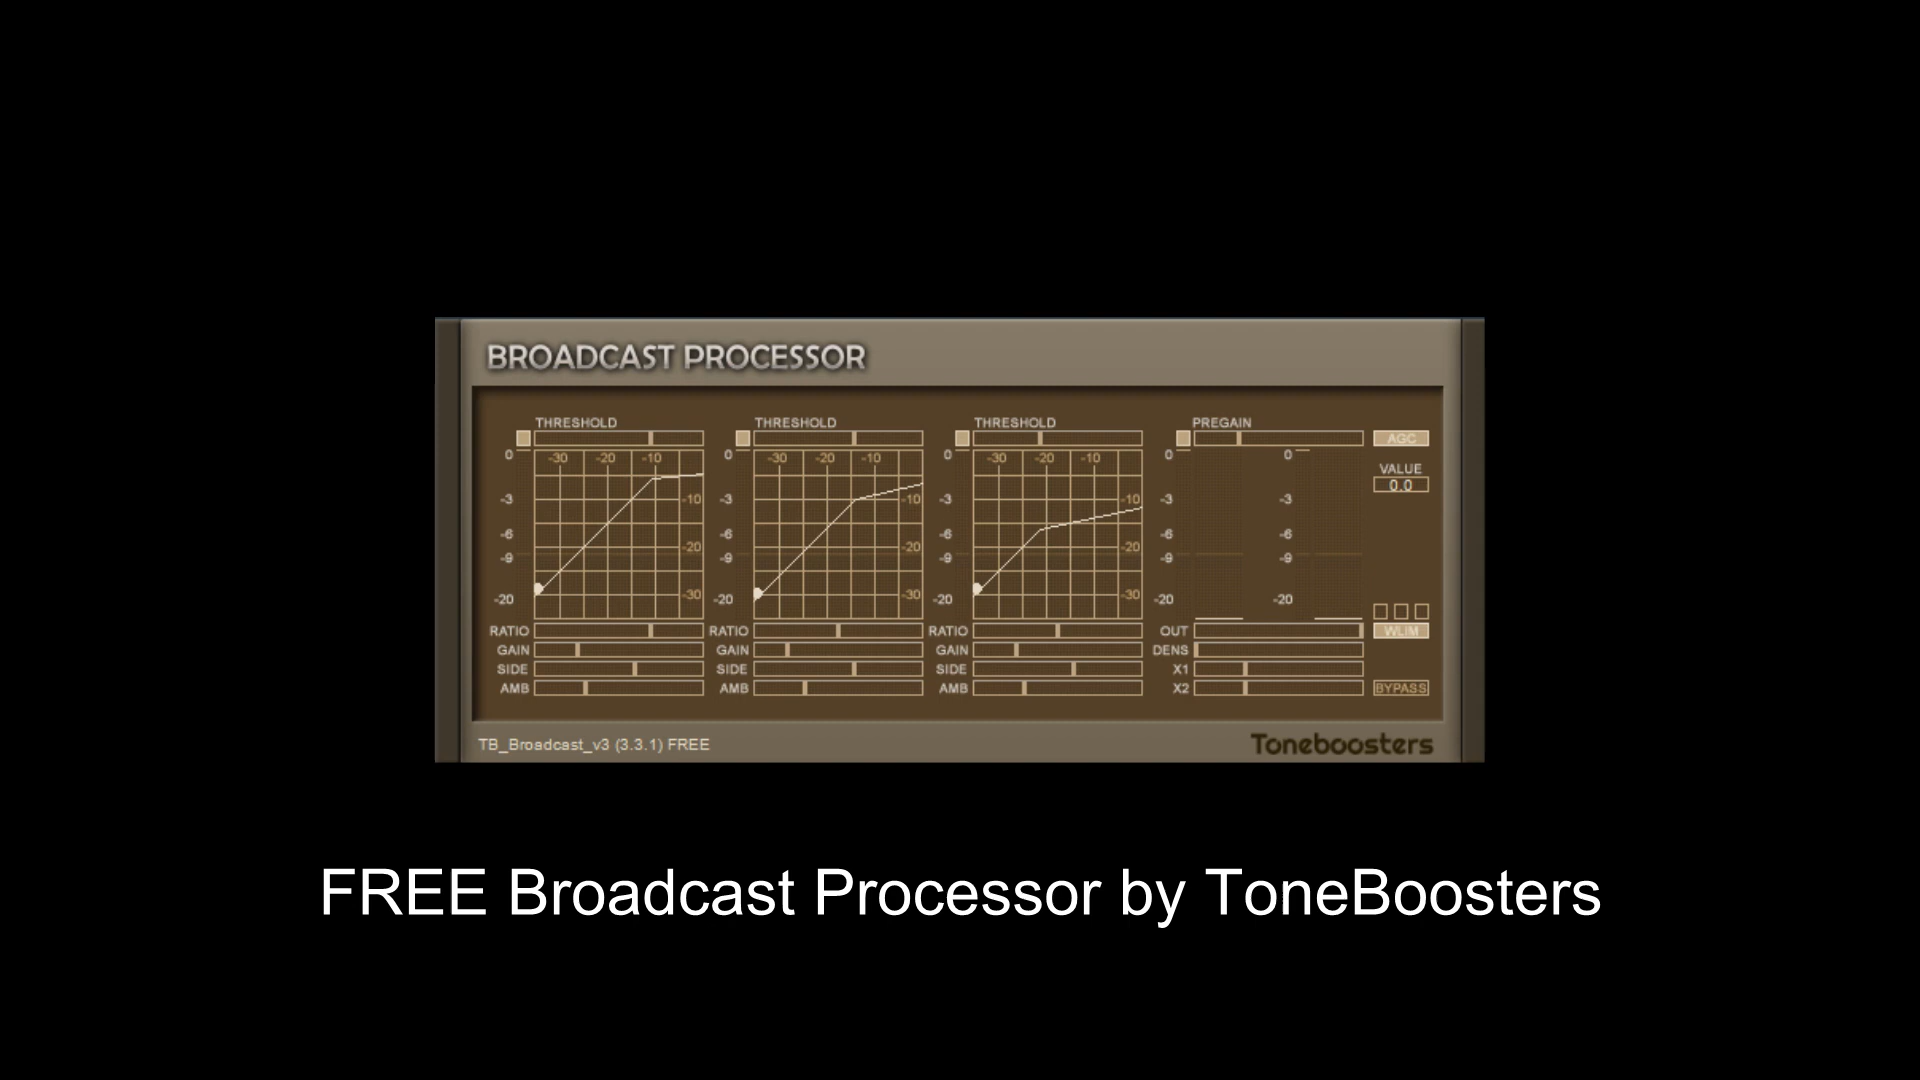 BROADCAST PROCESSOR
THRESHOLD THRESHOLD THRESHOLD PREGAIN AGC
0 -30 -20 -10 0 -30 -20 -10 0 -30 -20 -10 0 0
VALUE
0.0
-3 -10 -3 -10 -3 -10 -3 -3
-6 -6 -6 -6 -6
-20 -20 -20
-9 -9 -9 -9 -9
-20 -30 -20 -30 -20 -30 -20 -20
RATIO RATIO RATIO OUT WLIM
GAIN GAIN GAIN DENS
SIDE SIDE SIDE X1
AMB AMB AMB X2 BYPASS
TB_Broadcast_v3 (3.3.1) FREE Toneboosters
FREE Broadcast Processor by ToneBoosters